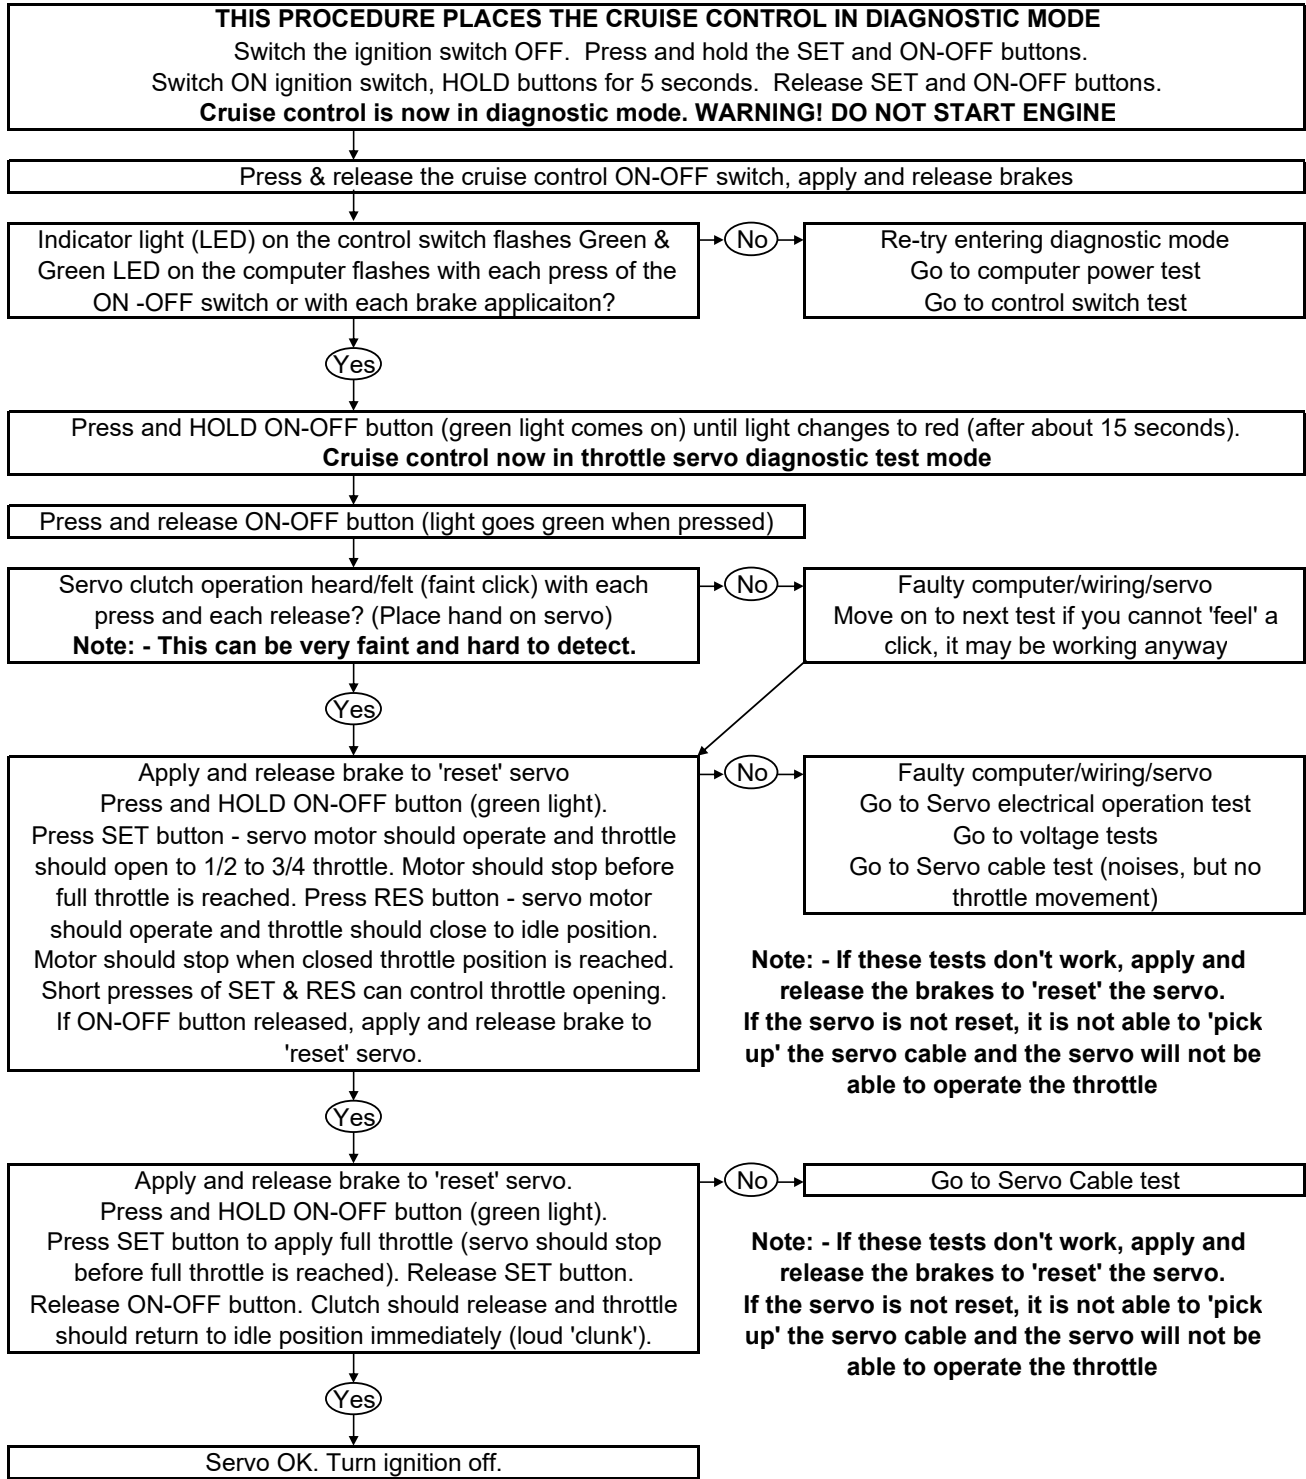 THIS PROCEDURE PLACES THE CRUISE CONTROL IN DIAGNOSTIC MODE
Switch the ignition switch OFF.  Press and hold the SET and ON-OFF buttons.
Switch ON ignition switch, HOLD buttons for 5 seconds.  Release SET and ON-OFF buttons.
Cruise control is now in diagnostic mode. WARNING! DO NOT START ENGINE
Press & release the cruise control ON-OFF switch, apply and release brakes
Indicator light (LED) on the control switch flashes Green &
Green LED on the computer flashes with each press of the
ON -OFF switch or with each brake applicaiton?
No
Re-try entering diagnostic mode
Go to computer power test
Go to control switch test
Yes
Press and HOLD ON-OFF button (green light comes on) until light changes to red (after about 15 seconds).
Cruise control now in throttle servo diagnostic test mode
Press and release ON-OFF button (light goes green when pressed)
Servo clutch operation heard/felt (faint click) with each
press and each release? (Place hand on servo)
Note: - This can be very faint and hard to detect.
No
Faulty computer/wiring/servo
Move on to next test if you cannot 'feel' a
click, it may be working anyway
Yes
Apply and release brake to 'reset' servo
Press and HOLD ON-OFF button (green light).
Press SET button - servo motor should operate and throttle
should open to 1/2 to 3/4 throttle. Motor should stop before
full throttle is reached. Press RES button - servo motor
should operate and throttle should close to idle position.
Motor should stop when closed throttle position is reached.
Short presses of SET & RES can control throttle opening.
If ON-OFF button released, apply and release brake to
'reset' servo.
No
Faulty computer/wiring/servo
Go to Servo electrical operation test
Go to voltage tests
Go to Servo cable test (noises, but no
throttle movement)
Note: - If these tests don't work, apply and
release the brakes to 'reset' the servo.
If the servo is not reset, it is not able to 'pick
up' the servo cable and the servo will not be
able to operate the throttle
Yes
Apply and release brake to 'reset' servo.
Press and HOLD ON-OFF button (green light).
Press SET button to apply full throttle (servo should stop
before full throttle is reached). Release SET button.
Release ON-OFF button. Clutch should release and throttle
should return to idle position immediately (loud 'clunk').
No
Go to Servo Cable test
Note: - If these tests don't work, apply and
release the brakes to 'reset' the servo.
If the servo is not reset, it is not able to 'pick
up' the servo cable and the servo will not be
able to operate the throttle
Yes
Servo OK. Turn ignition off.